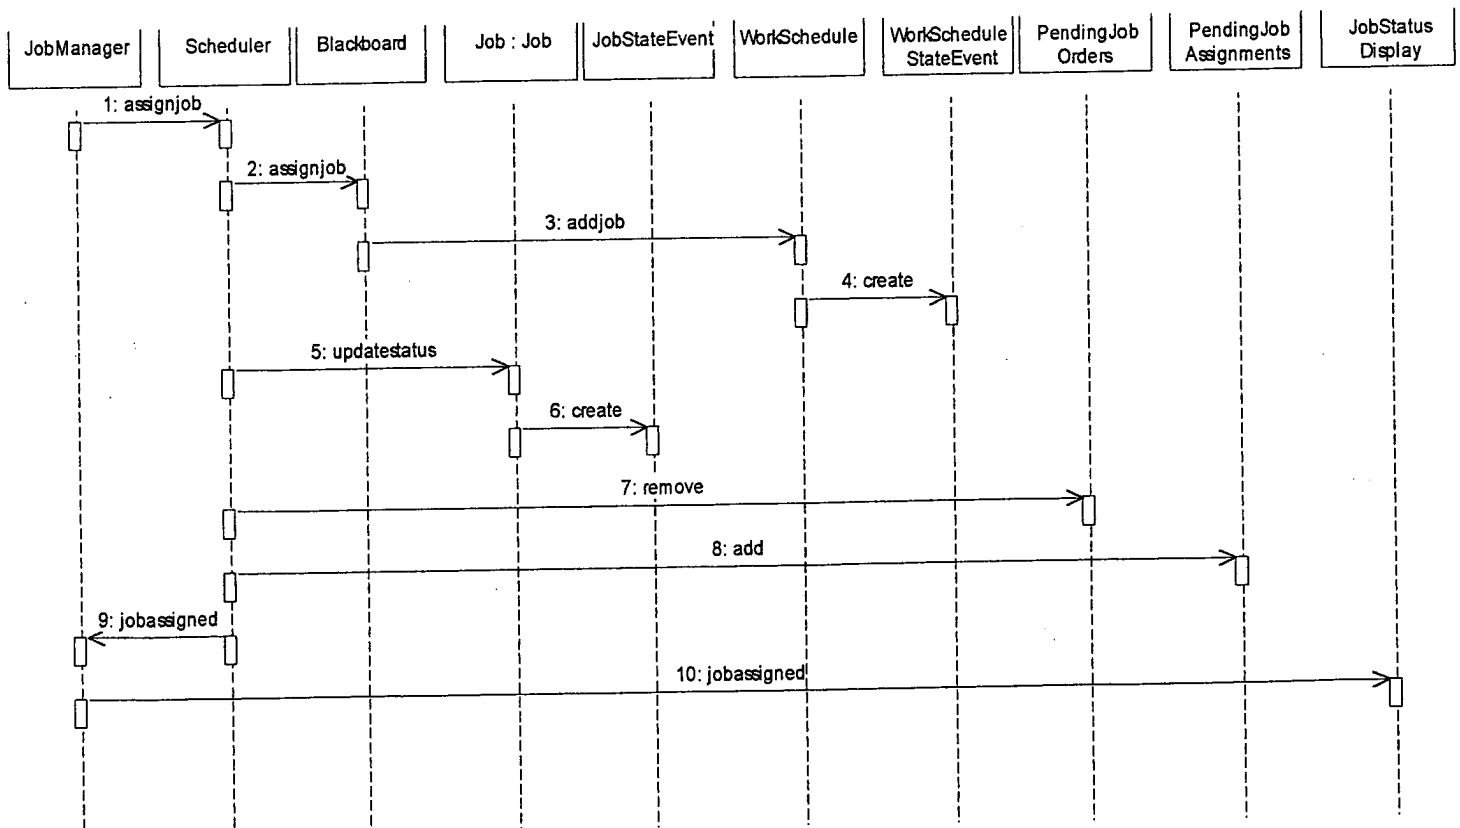 JobManager
Scheduler
Blackboard
Job : Job
JobStateEvent
WorkSchedule
WorkSchedule
StateEvent
PendingJob
Orders
PendingJob
Assignments
JobStatus
Display
1: assignjob
2: assignjob
3: addjob
4: create
5: updatestatus
6: create
7: remove
8: add
9: jobassigned
10: jobassigned